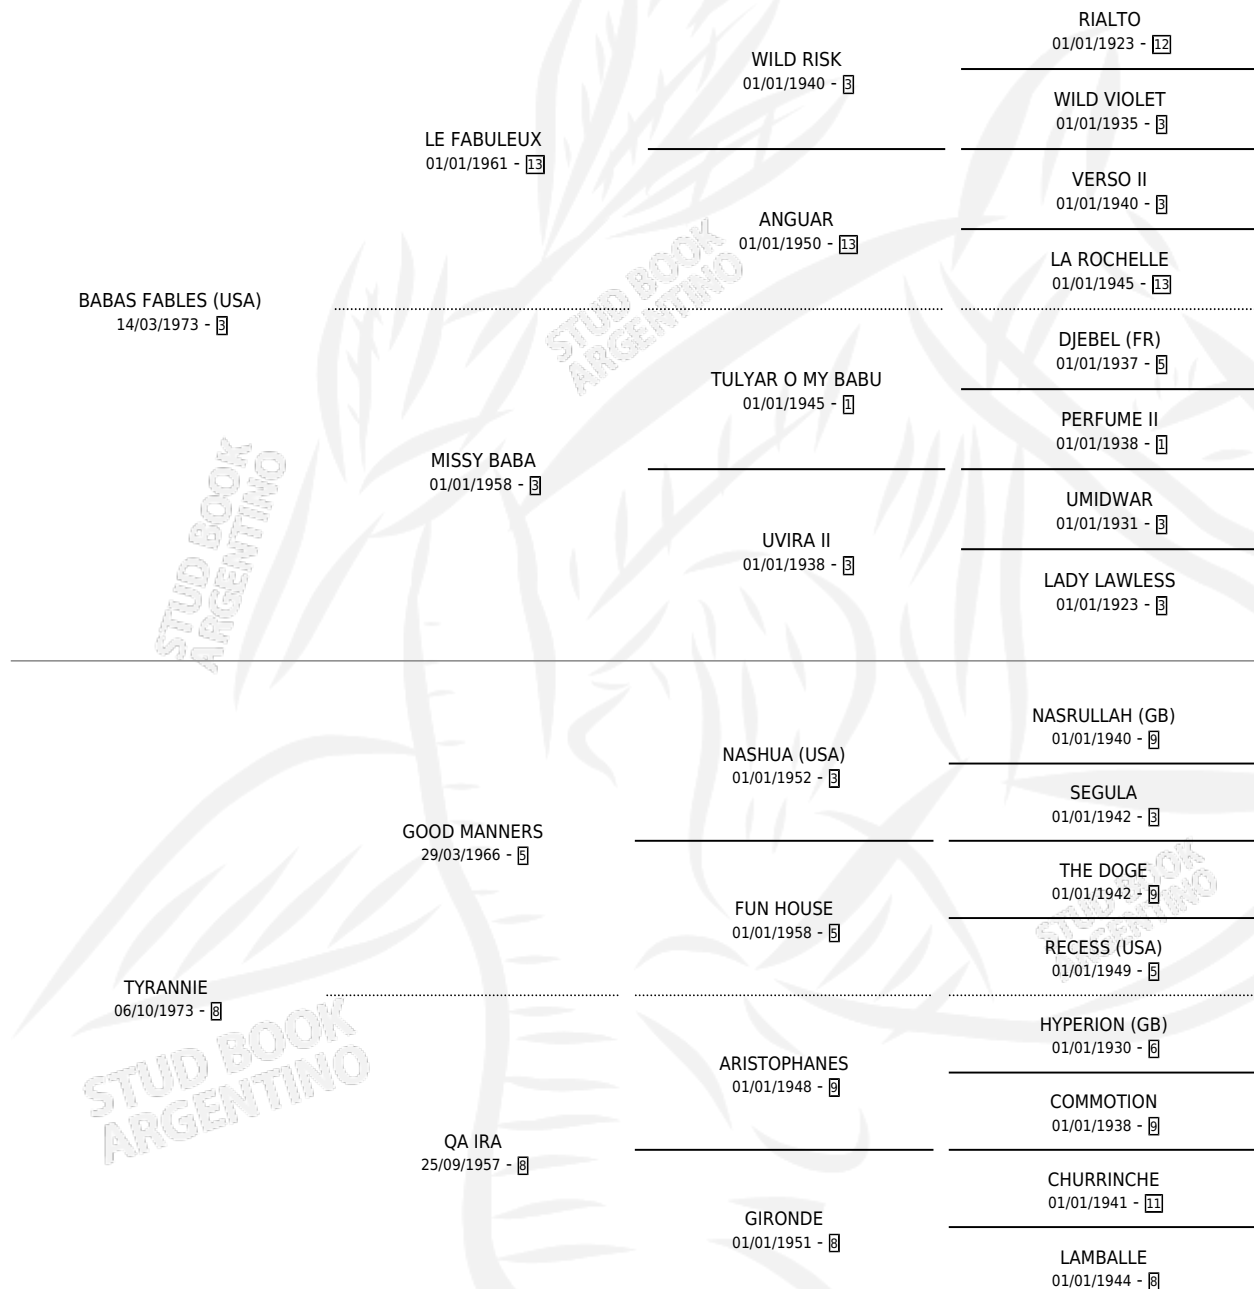 RIALTO
01/01/1923 - 12
WILD RISK
01/01/1940 - 3
WILD VIOLET
01/01/1935 - 3
LE FABULEUX
01/01/1961 - 13
VERSO II
01/01/1940 - 3
ANGUAR
01/01/1950 - 13
LA ROCHELLE
01/01/1945 - 13
BABAS FABLES (USA)
14/03/1973 - 3
DJEBEL (FR)
01/01/1937 - 5
TULYAR O MY BABU
01/01/1945 - 1
PERFUME II
01/01/1938 - 1
MISSY BABA
01/01/1958 - 3
UMIDWAR
01/01/1931 - 3
UVIRA II
01/01/1938 - 3
LADY LAWLESS
01/01/1923 - 3
STUD BOOK
ARGENTINO
STUD BOOK
ARGENTINO
NASRULLAH (GB)
01/01/1940 - 9
NASHUA (USA)
01/01/1952 - 3
SEGULA
01/01/1942 - 3
GOOD MANNERS
29/03/1966 - 5
THE DOGE
01/01/1942 - 9
FUN HOUSE
01/01/1958 - 5
RECESS (USA)
01/01/1949 - 5
TYRANNIE
06/10/1973 - 8
HYPERION (GB)
01/01/1930 - 6
ARISTOPHANES
01/01/1948 - 9
COMMOTION
01/01/1938 - 9
QA IRA
25/09/1957 - 8
CHURRINCHE
01/01/1941 - 11
GIRONDE
01/01/1951 - 8
LAMBALLE
01/01/1944 - 8
STUD BOOK
ARGENTINO
STUD BOOK
ARGENTINO